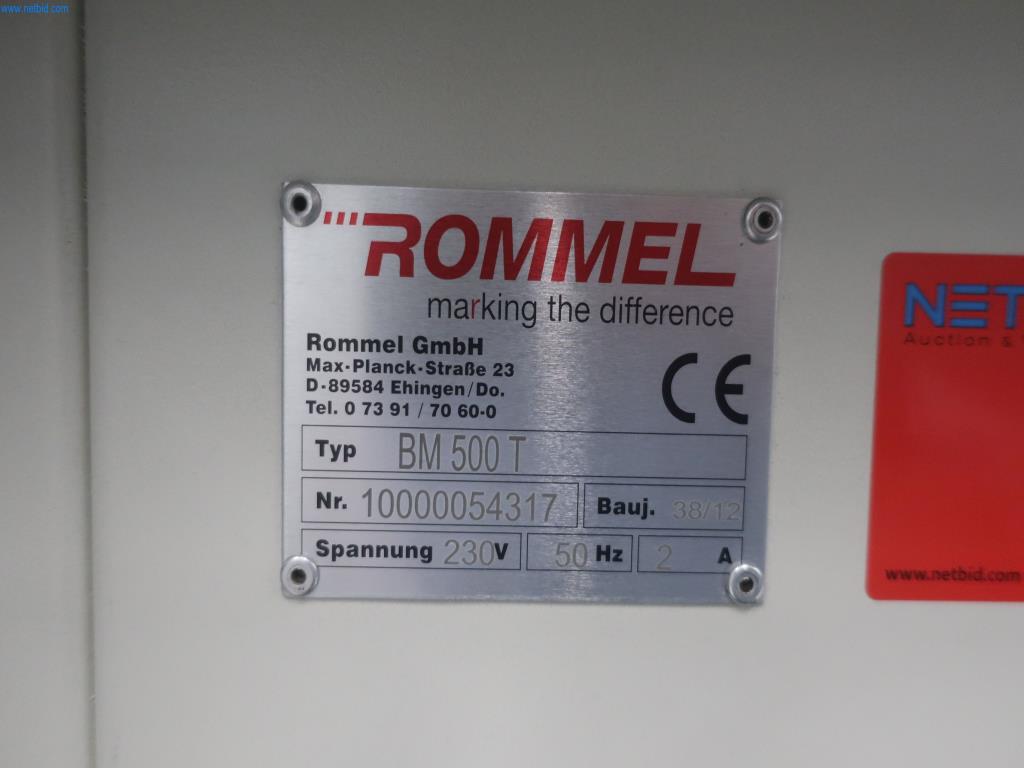 www.netbid.com
ROMMEL
marking the difference
Rommel GmbH
Max-Planck-Straße 23
D-89584 Ehingen/Do.
Tel. 0 73 91 / 70 60-0
CE
Typ BM 500 T
Nr. 10000054317 Bauj. 38/12
Spannung 230V 50 Hz 2 A
NET
Auction &
www.netbid.com